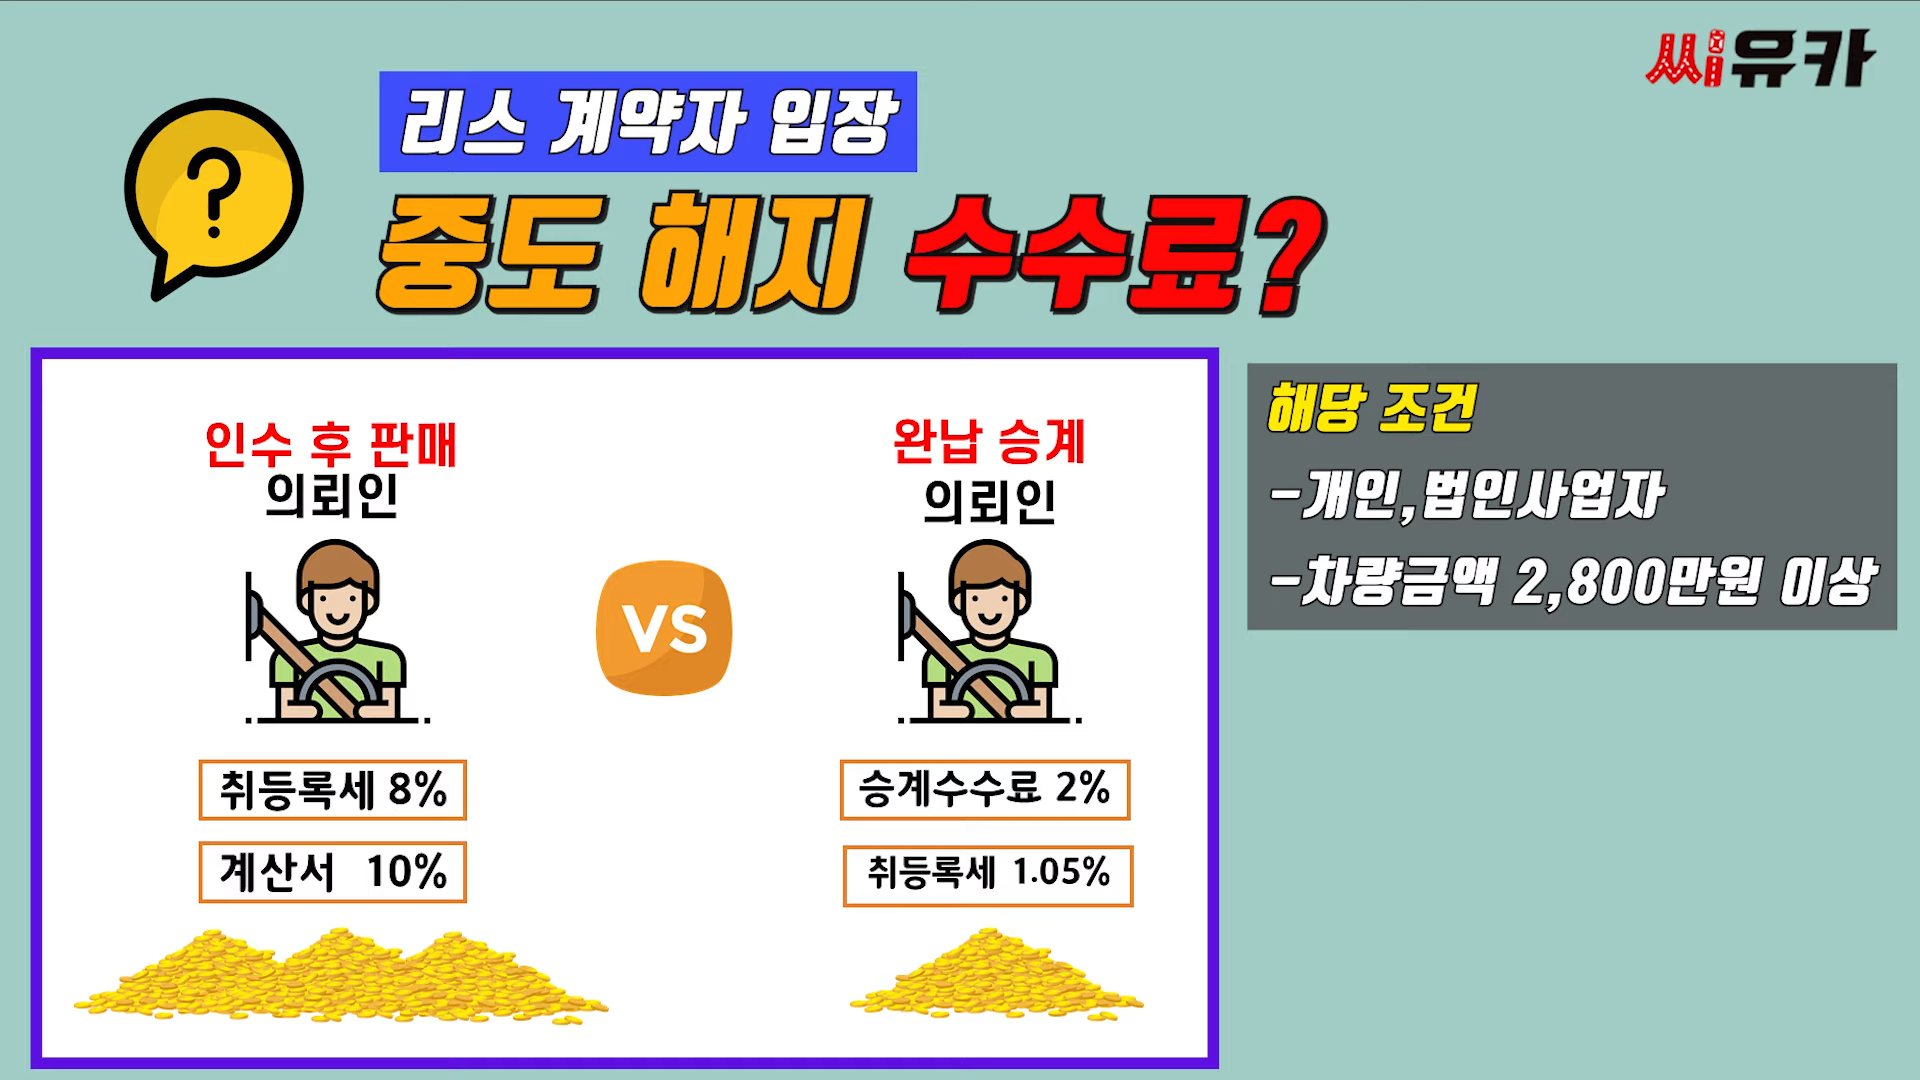 씨유카
리스 계약자 입장
중도 해지 수수료?
?
인수 후 판매
의뢰인
VS
완납 승계
의뢰인
취등록세 8%
계산서 10%
승계수수료 2%
취등록세 1.05%
해당 조건
-개인,법인사업자
-차량금액 2,800만원 이상